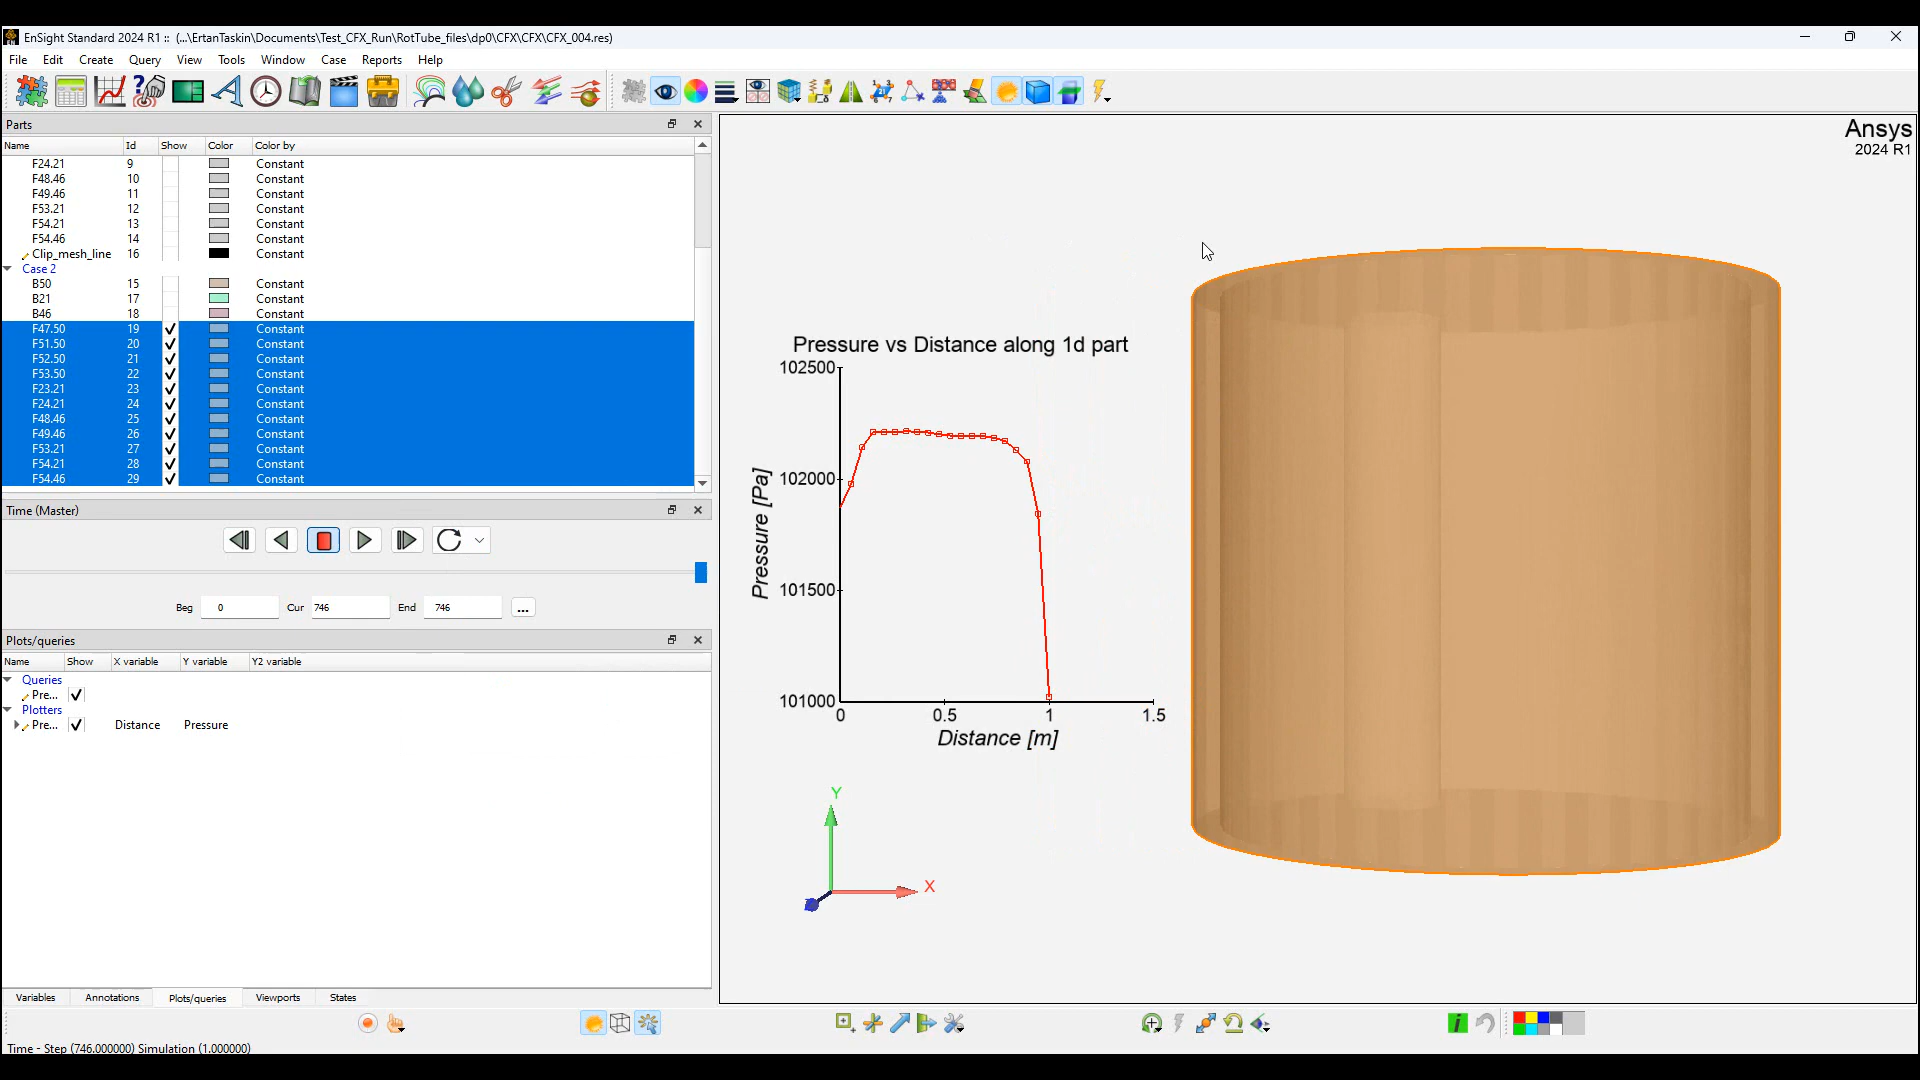 EnSight Standard 2024 R1 :: (...\ErtanTaskin\Documents\Test_CFX_Run\RotTube_files\dp0\CFX\CFX\CFX_004.res)
File Edit Create Query View Tools Window Case Reports Help
Parts
Name Id Show Color Color by
F24.21 9 Constant
F48.46 10 Constant
F49.46 11 Constant
F53.21 12 Constant
F54.21 13 Constant
F54.46 14 Constant
Clip_mesh_line 16 Constant
Case 2
B50 15 Constant
B21 17 Constant
B46 18 Constant
F47.50 19 Constant
F51.50 20 Constant
F52.50 21 Constant
F53.50 22 Constant
F23.21 23 Constant
F24.21 24 Constant
F48.46 25 Constant
F49.46 26 Constant
F53.21 27 Constant
F54.21 28 Constant
F54.46 29 Constant
Time (Master)
Beg 0 Cur 746 End 746 ...
Plots/queries
Name Show X variable Y variable Y2 variable
Queries
Pre...
Plotters
Pre... Distance Pressure
Variables Annotations Plots/queries Viewports States
Time - Step (746.000000) Simulation (1.000000)
Ansys
2024 R1
Pressure vs Distance along 1d part
102500
102000
101500
101000
Pressure [Pa]
0 0.5 1 1.5
Distance [m]
Y
X